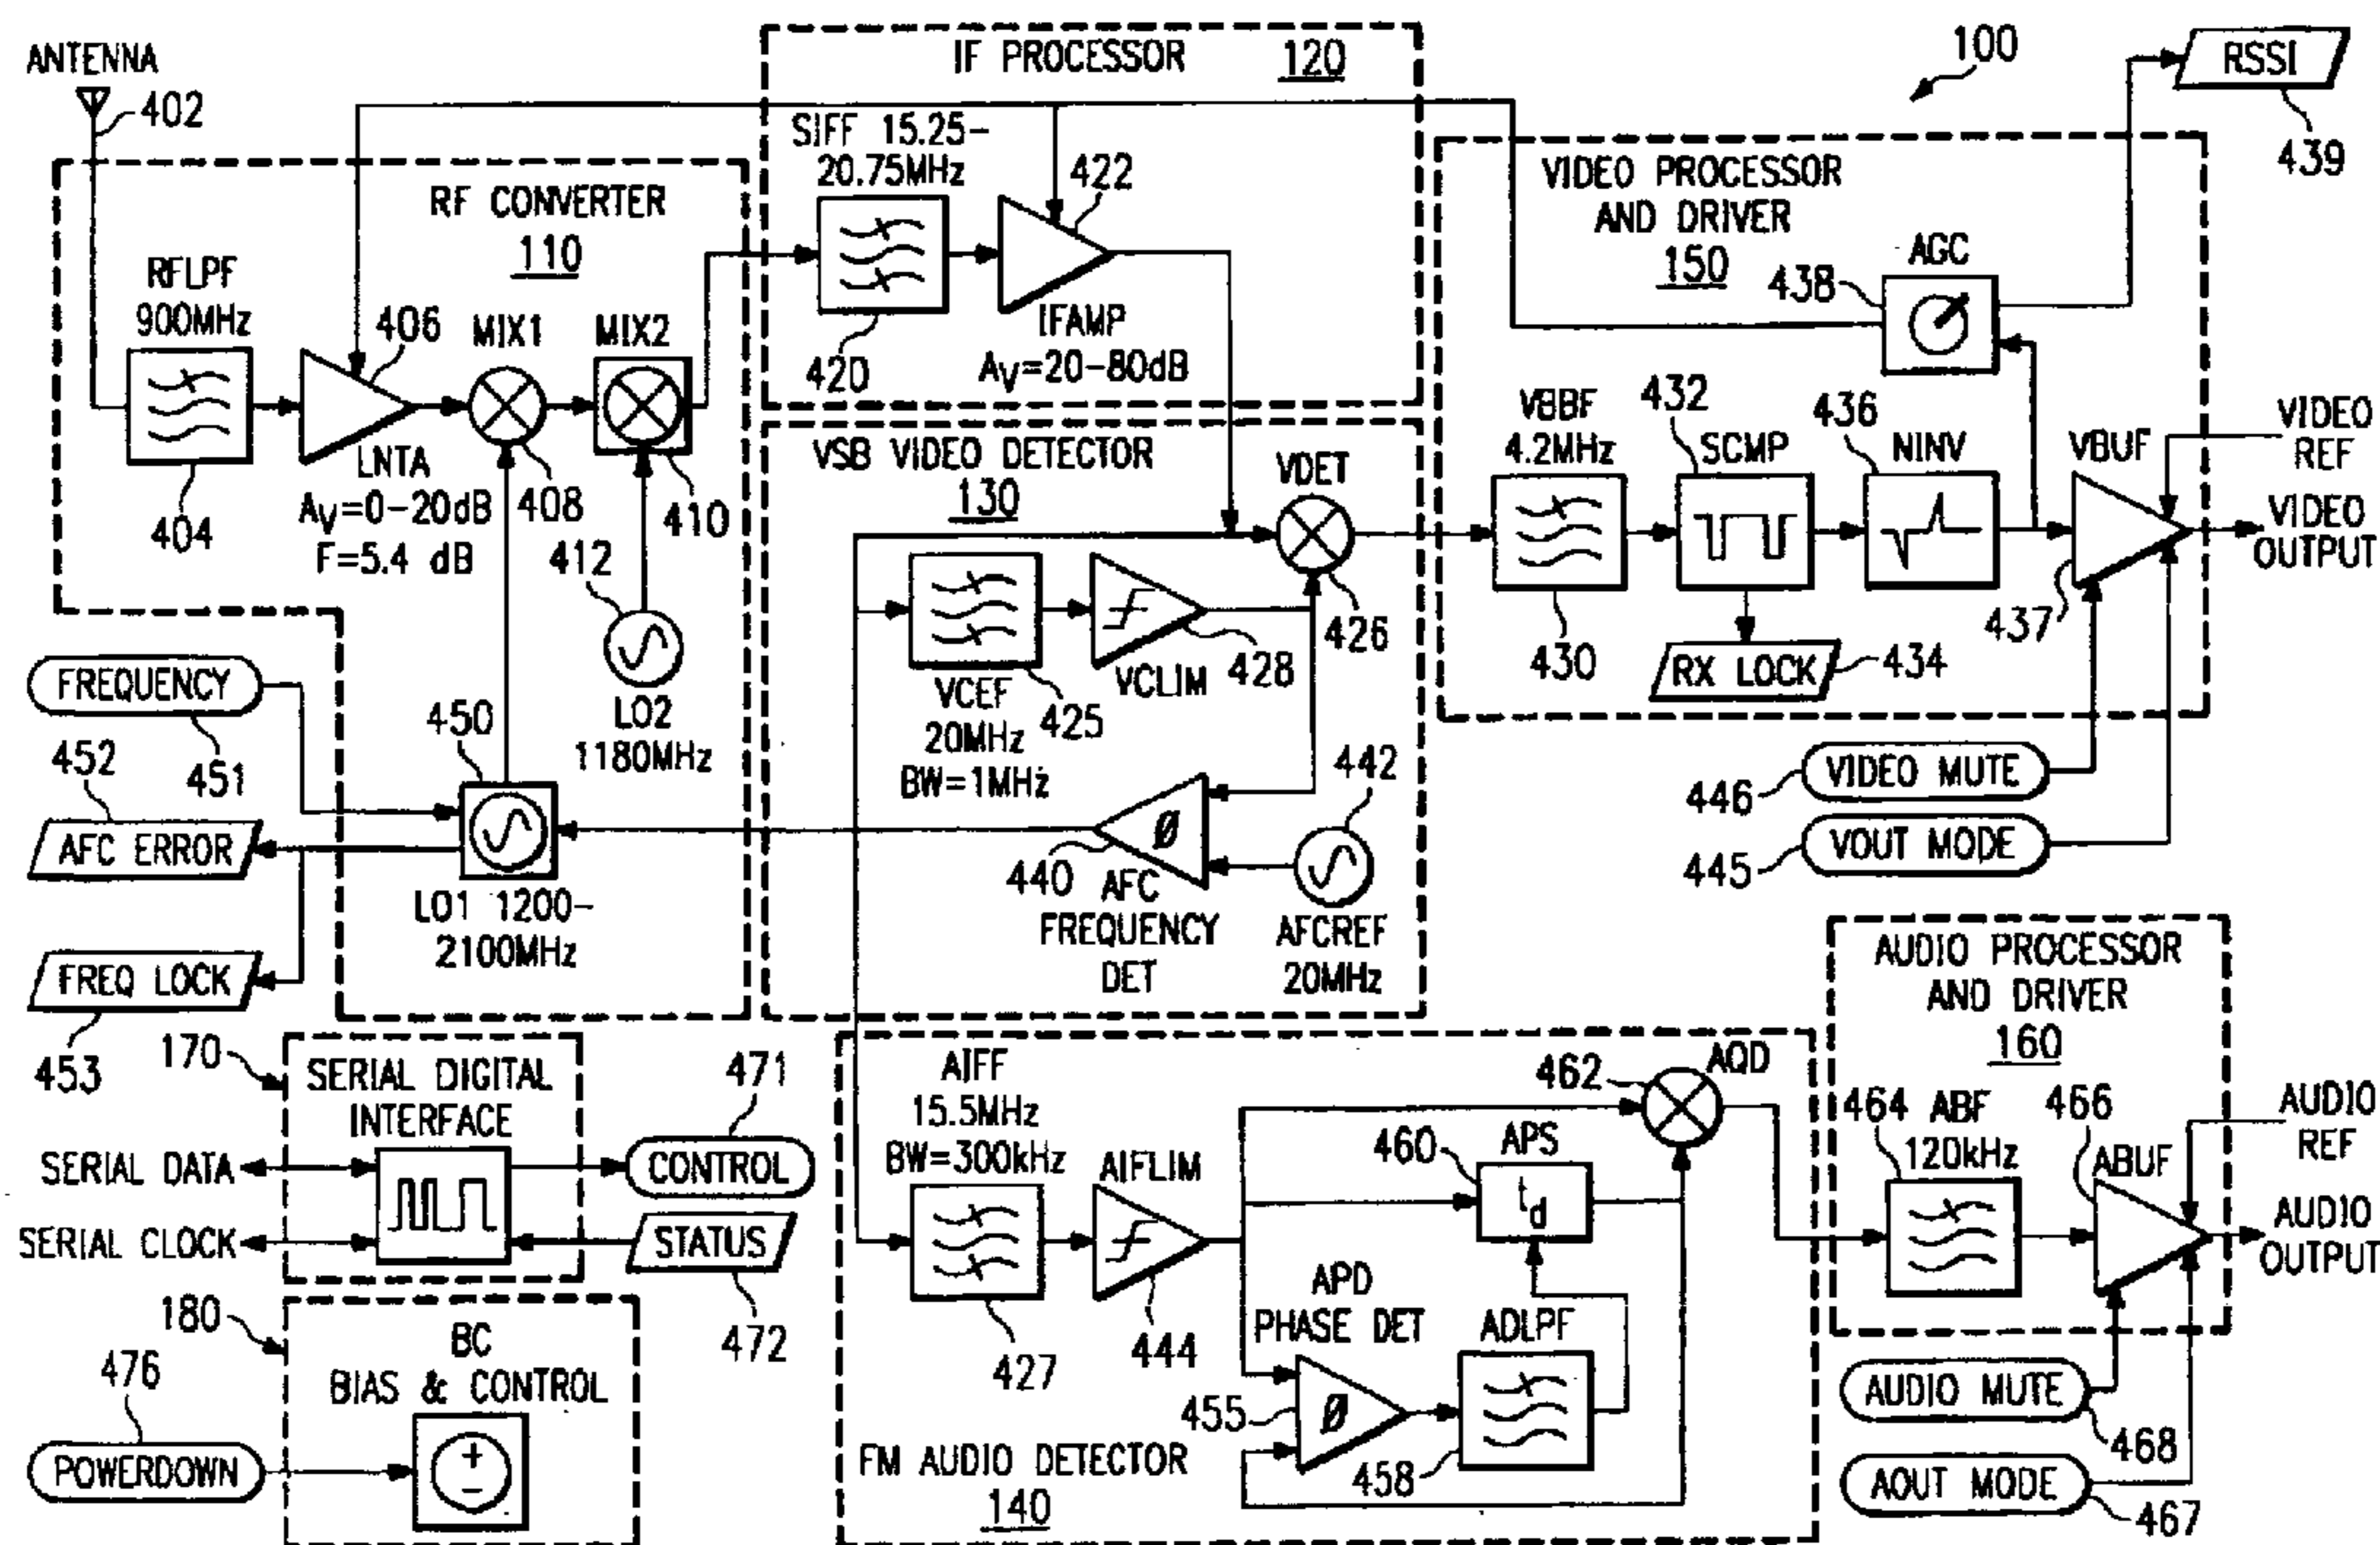 ANTENNA
402
IF PROCESSOR 120
100
RSSI
439
SIFF 15.25-
20.75MHz
422
420
IFAMP
AV=20-80dB
RF CONVERTER
110
RFLPF
900MHz
404
406
LNTA
AV=0-20dB
F=5.4 dB
MIX1
408
MIX2
410
412
LO2
1180MHz
VIDEO PROCESSOR
AND DRIVER
150
AGC
438
VBBF
4.2MHz
430
432
SCMP
RX LOCK
434
436
NINV
VBUF
437
VIDEO
REF
VIDEO
OUTPUT
VSB VIDEO DETECTOR
130
VDET
426
VCEF
20MHz
BW=1MHz
425
VCLIM
428
440
AFC
FREQUENCY
DET
442
AFCREF
20MHz
FREQUENCY
451
450
LO1 1200-
2100MHz
452
AFC ERROR
FREQ LOCK
453
446
VIDEO MUTE
445
VOUT MODE
170
SERIAL DIGITAL
INTERFACE
SERIAL DATA
SERIAL CLOCK
471
CONTROL
STATUS
472
180
BC
BIAS & CONTROL
+
−
476
POWERDOWN
AIFF
15.5MHz
BW=300kHz
427
AIFLIM
444
462
AQD
460
APS
td
APD
PHASE DET
455
Ø
Ø
ADLPF
458
FM AUDIO DETECTOR
140
AUDIO PROCESSOR
AND DRIVER
160
464 ABF
120kHz
466
ABUF
AUDIO
REF
AUDIO
OUTPUT
AUDIO MUTE
468
AOUT MODE
467